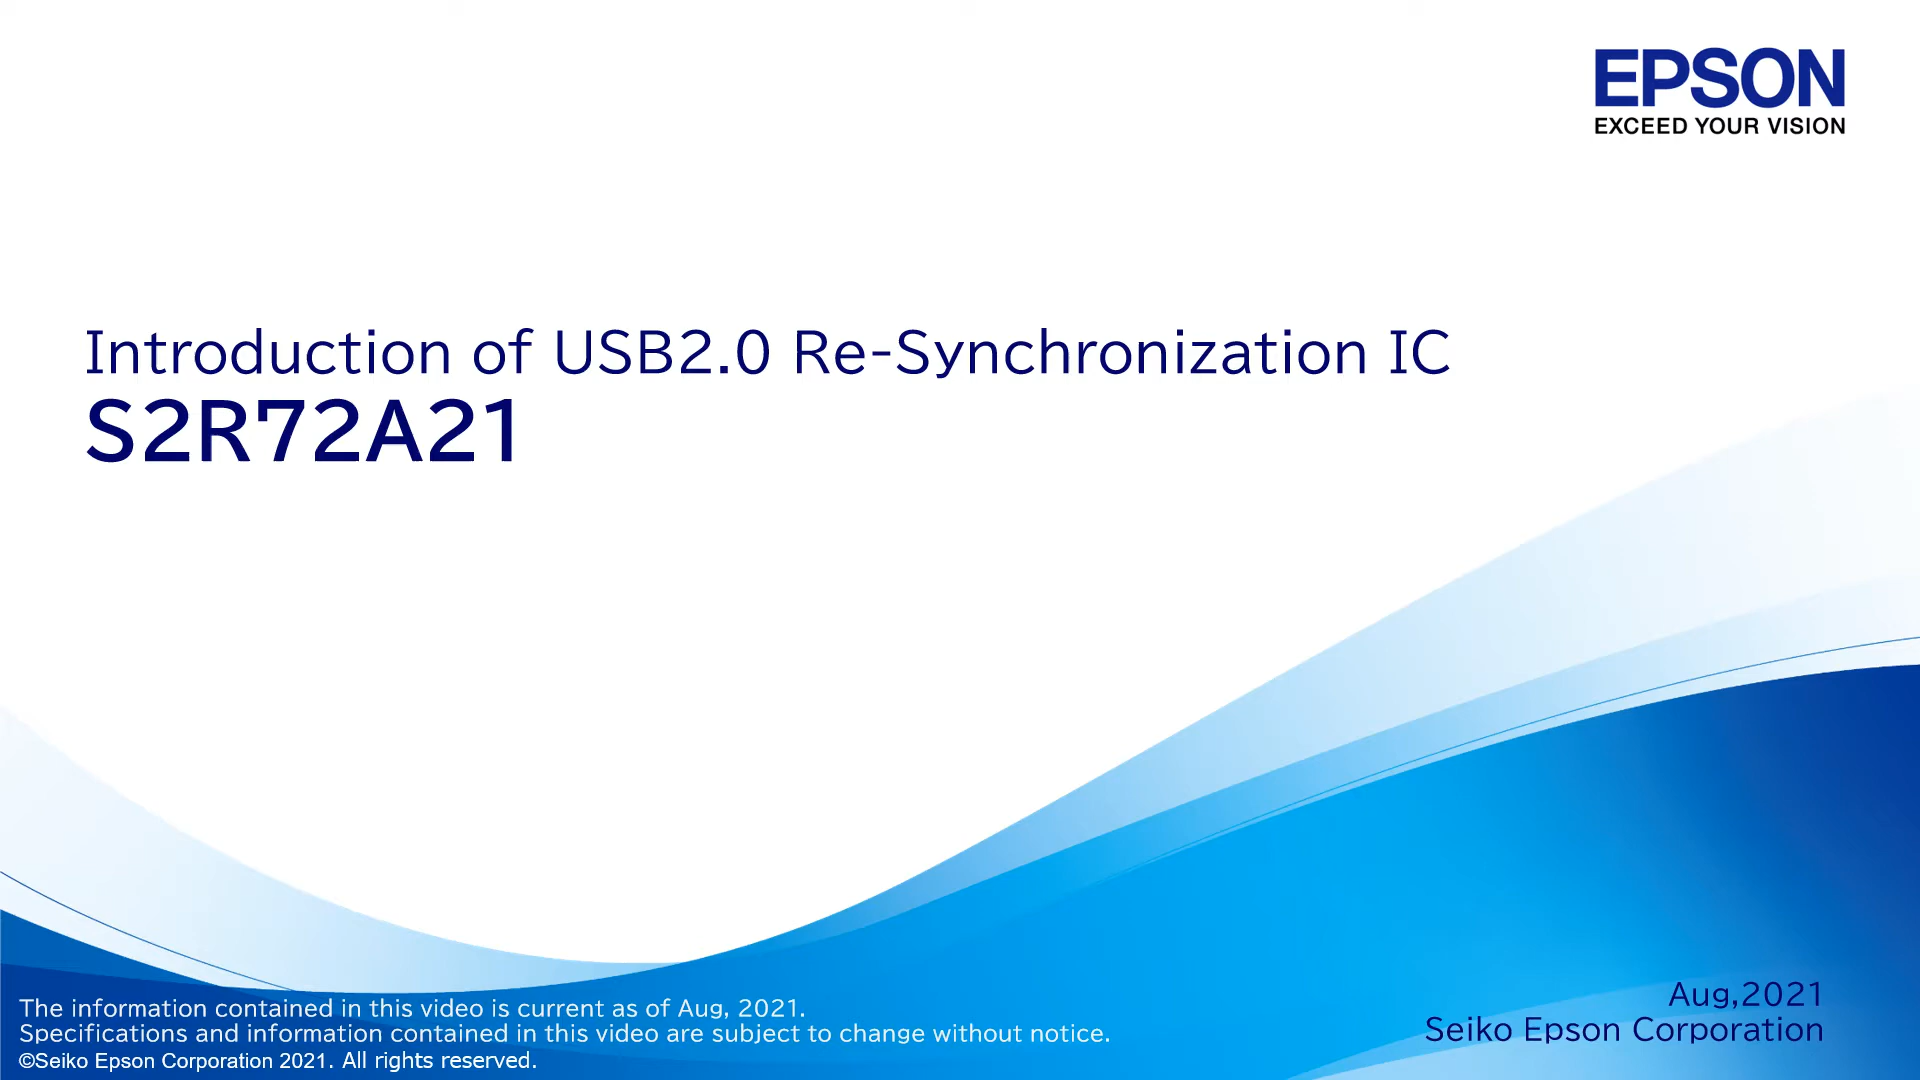 EPSON
EXCEED YOUR VISION
Introduction of USB2.0 Re-Synchronization IC
S2R72A21
The information contained in this video is current as of Aug, 2021.
Specifications and information contained in this video are subject to change without notice.
©Seiko Epson Corporation 2021. All rights reserved.
Aug,2021
Seiko Epson Corporation